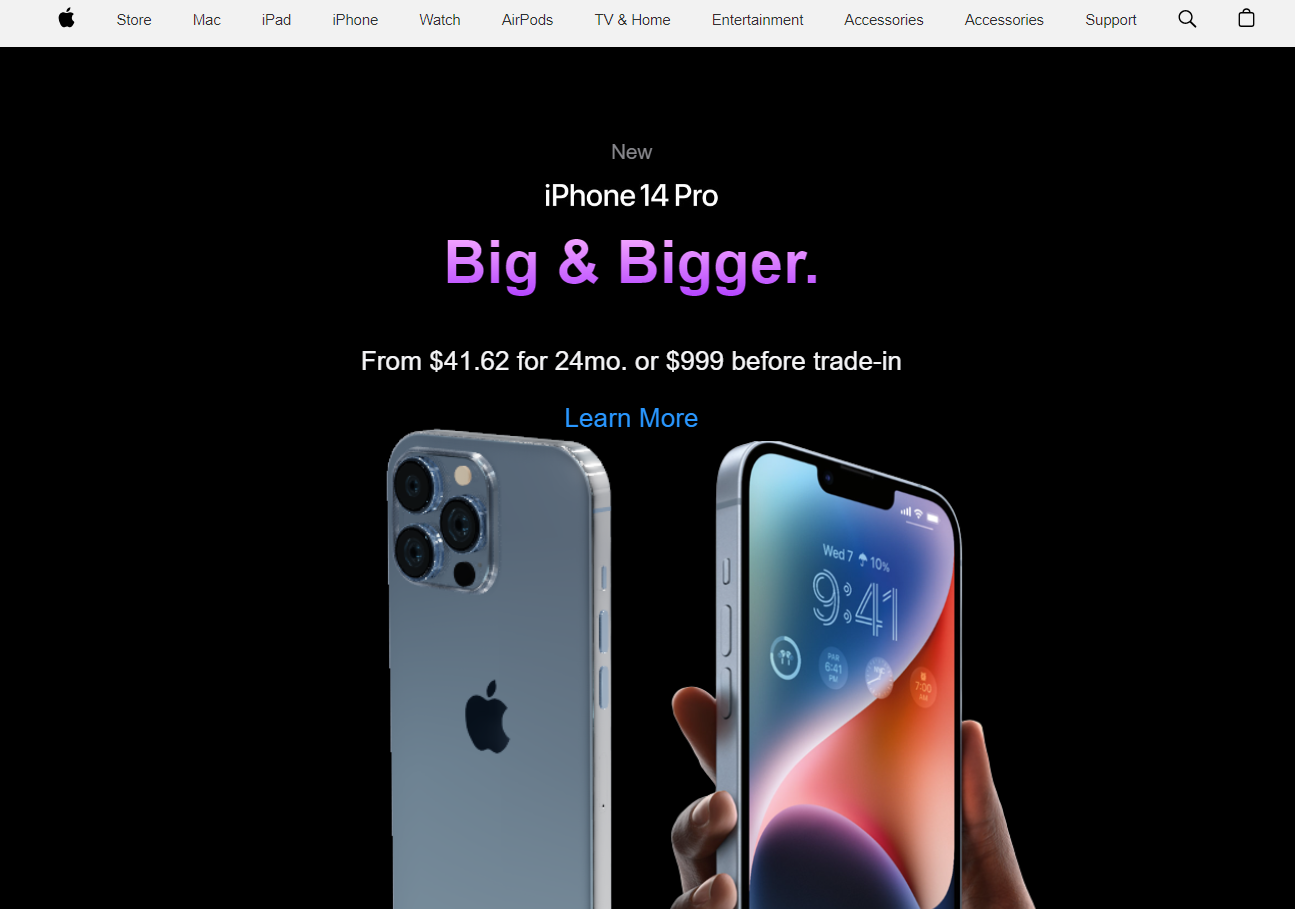 Store Mac iPad iPhone Watch AirPods TV & Home Entertainment Accessories Accessories Support
New
iPhone 14 Pro
Big & Bigger.
From $41.62 for 24mo. or $999 before trade-in
Learn More
Wed 7 10%
9:41
PAR
6:41
PM
NYC
7:00
AM